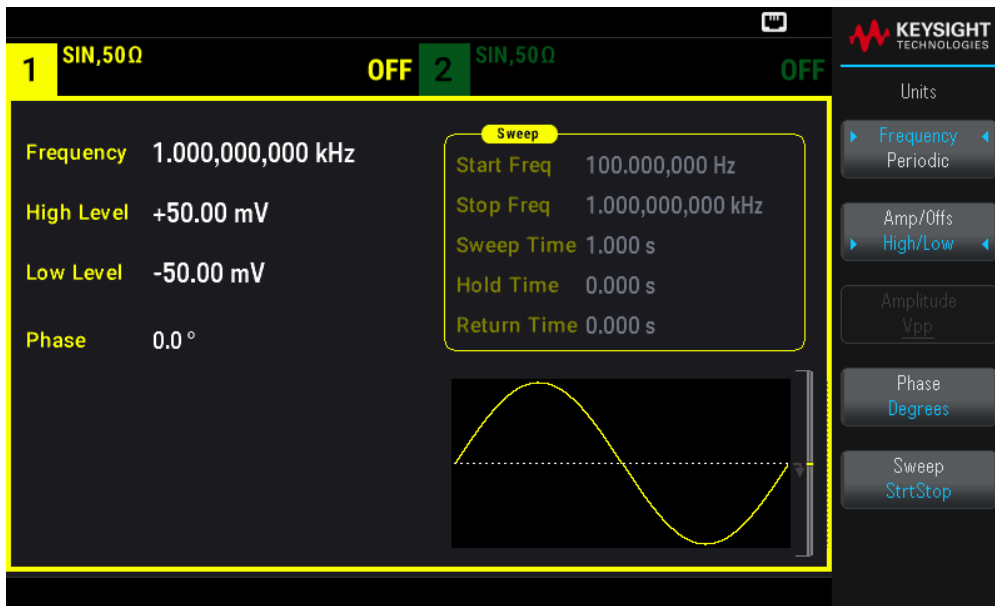 KEYSIGHT
TECHNOLOGIES
1 SIN,50Ω OFF 2 SIN,50Ω OFF
Units
Frequency 1.000,000,000 kHz
High Level +50.00 mV
Low Level -50.00 mV
Phase 0.0 °
Sweep
Start Freq 100.000,000 Hz
Stop Freq 1.000,000,000 kHz
Sweep Time 1.000 s
Hold Time 0.000 s
Return Time 0.000 s
Frequency
Periodic
Amp/Offs
High/Low
Amplitude
Vpp
Phase
Degrees
Sweep
StrtStop